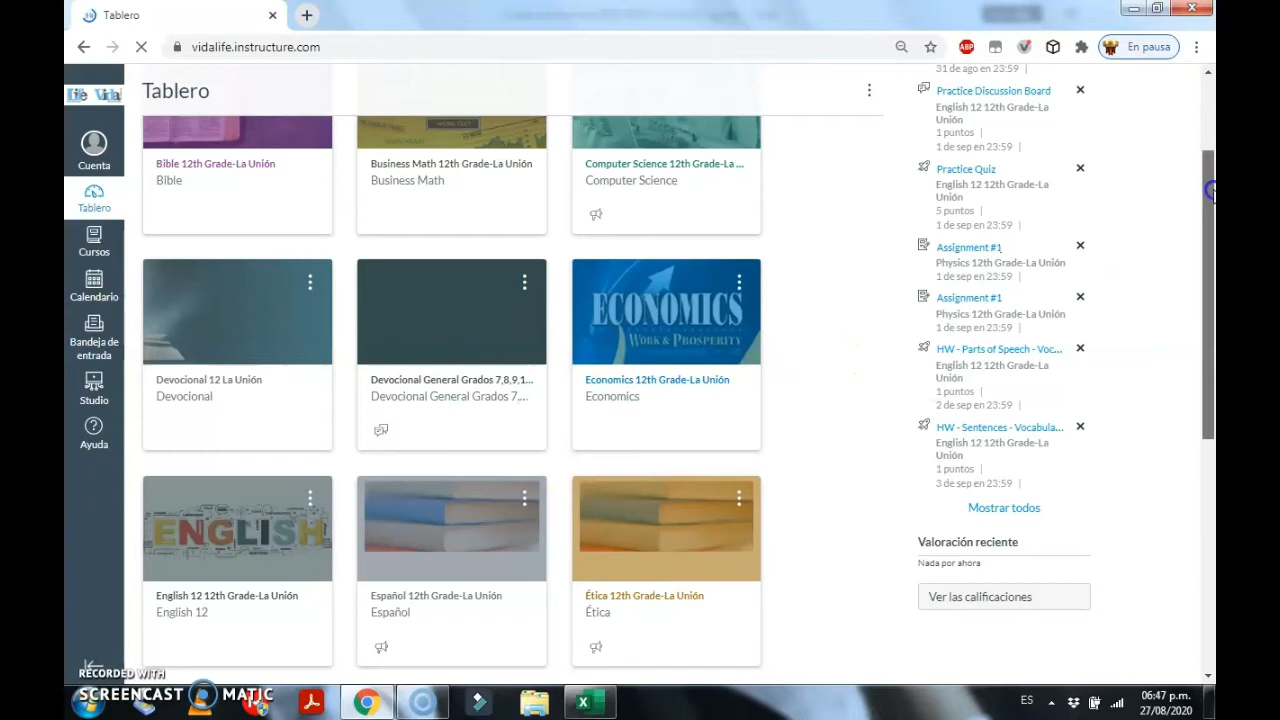 Tablero
vidalife.instructure.com
ABP
En pausa
Life Vida
Cuenta
Tablero
Cursos
Calendario
Bandeja de
entrada
Studio
Ayuda
Tablero
Bible 12th Grade-La Unión
Bible
Business Math 12th Grade-La Unión
Business Math
Computer Science 12th Grade-La ...
Computer Science
Devocional 12 La Unión
Devocional
Devocional General Grados 7,8,9,1...
Devocional General Grados 7,...
ECONOMICS
WORK & PROSPERITY
Economics 12th Grade-La Unión
Economics
ENGLISH
English 12 12th Grade-La Unión
English 12
Español 12th Grade-La Unión
Español
Ética 12th Grade-La Unión
Ética
31 de ago en 23:59 |
Practice Discussion Board
English 12 12th Grade-La
Unión
1 puntos |
1 de sep en 23:59 |
Practice Quiz
English 12 12th Grade-La
Unión
5 puntos |
1 de sep en 23:59 |
Assignment #1
Physics 12th Grade-La Unión
1 de sep en 23:59 |
Assignment #1
Physics 12th Grade-La Unión
1 de sep en 23:59 |
HW - Parts of Speech - Voc...
English 12 12th Grade-La
Unión
1 puntos |
2 de sep en 23:59 |
HW - Sentences - Vocabula...
English 12 12th Grade-La
Unión
1 puntos |
3 de sep en 23:59 |
Mostrar todos
Valoración reciente
Nada por ahora
Ver las calificaciones
RECORDED WITH
SCREENCAST MATIC
ES
06:47 p.m.
27/08/2020